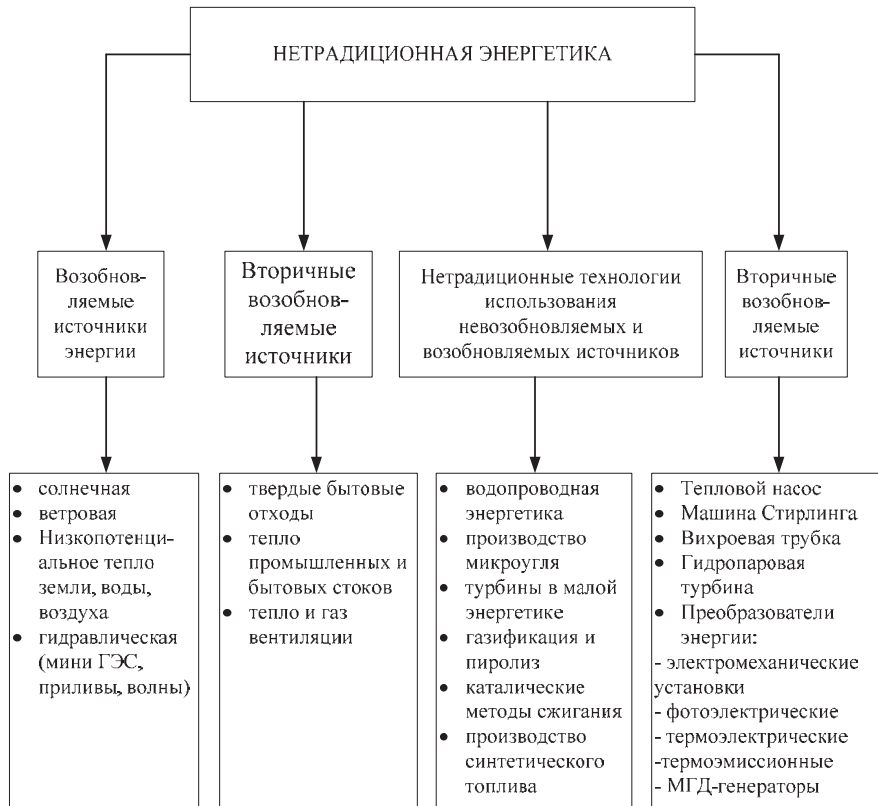 НЕТРАДИЦИОННАЯ ЭНЕРГЕТИКА
Возобнов-
ляемые
источники
энергии
Вторичные
возобнов-
ляемые
источники
Нетрадиционные технологии
использования
невозобновляемых и
возобновляемых источников
Вторичные
возобнов-
ляемые
источники
• солнечная
• ветровая
• Низкопотенци-
альное тепло
земли, воды,
воздуха
• гидравлическая
(мини ГЭС,
приливы, волны)
• твердые бытовые
отходы
• тепло
промышленных и
бытовых стоков
• тепло и газ
вентиляции
• водопроводная
энергетика
• производство
микроугля
• турбины в малой
энергетике
• газификация и
пиролиз
• каталические
методы сжигания
• производство
синтетического
топлива
• Тепловой насос
• Машина Стирлинга
• Вихроевая трубка
• Гидропаровая
турбина
• Преобразователи
энергии:
- электромеханические
установки
- фотоэлектрические
- термоэлектрические
-термоэмиссионные
- МГД-генераторы